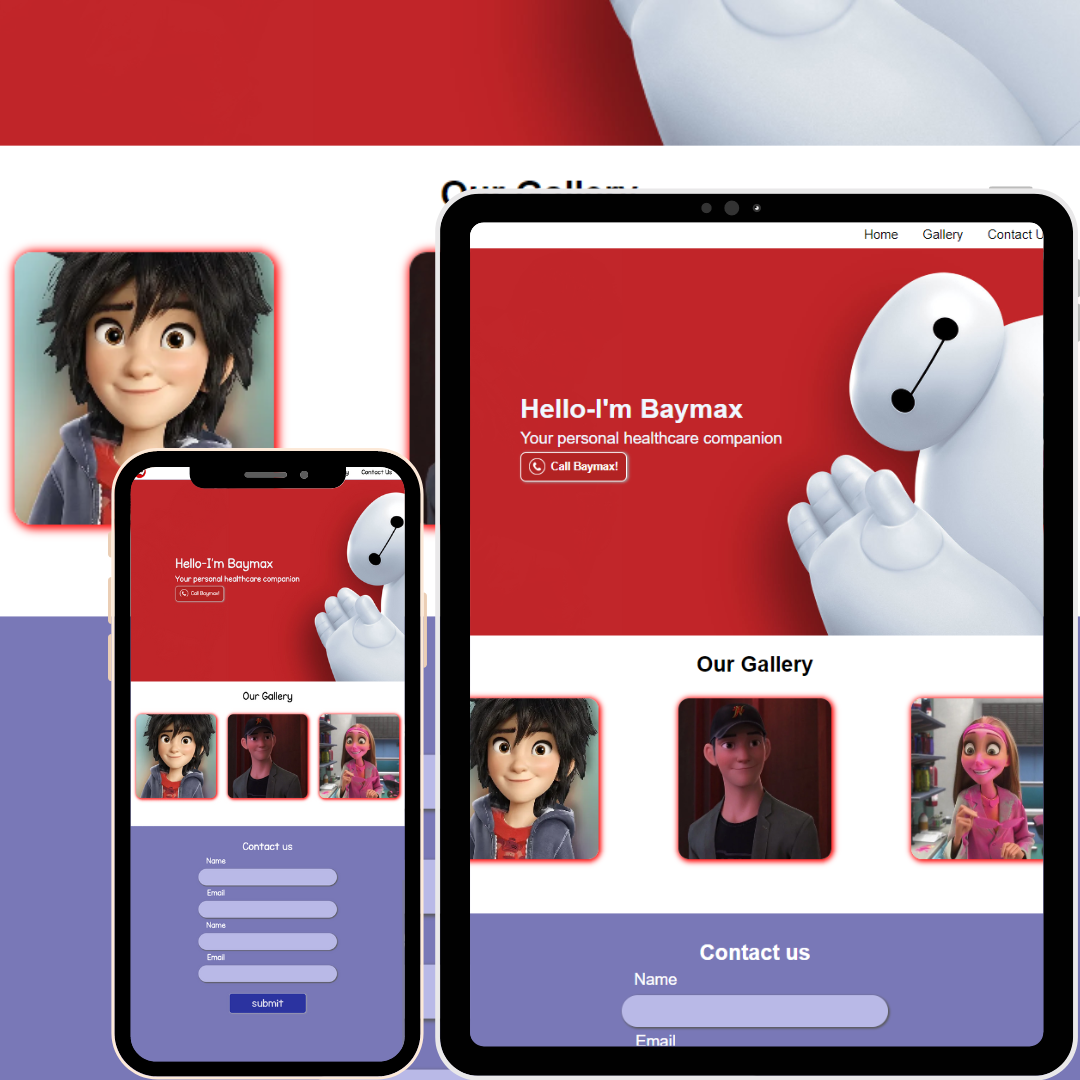 Our Gallery
Home Gallery Contact U
Hello-I'm Baymax
Your personal healthcare companion
Call Baymax!
Our Gallery
Contact us
Name
Email
Contact Us
Hello-I'm Baymax
Your personal healthcare companion
Call Baymax!
Our Gallery
Contact us
Name
Email
Name
Email
submit